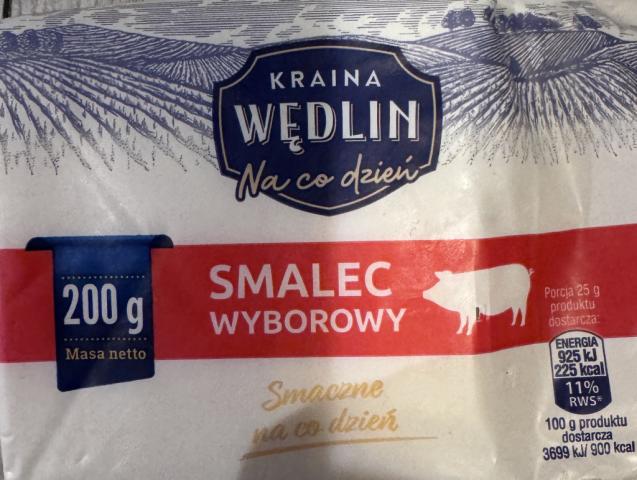 KRAINA
WĘDLIN
Na co dzień
200 g
Masa netto
SMALEC
WYBOROWY
Porcja 25 g
produktu
dostarcza:
ENERGIA
925 kJ
225 kcal
11%
RWS*
100 g produktu
dostarcza
3699 kJ/ 900 kcal
Smaczne
na co dzień